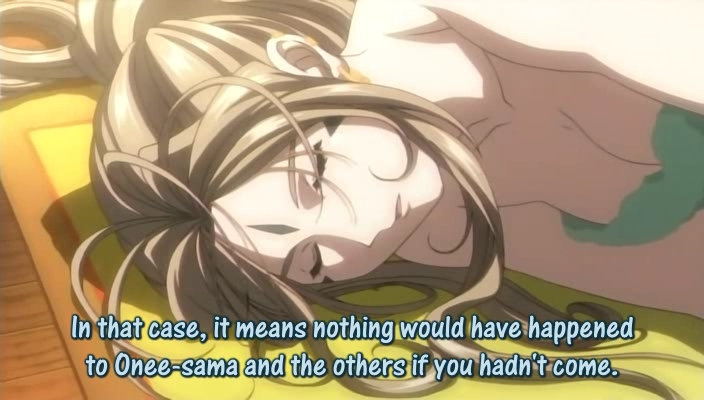 In that case, it means nothing would have happened
to Onee-sama and the others if you hadn't come.